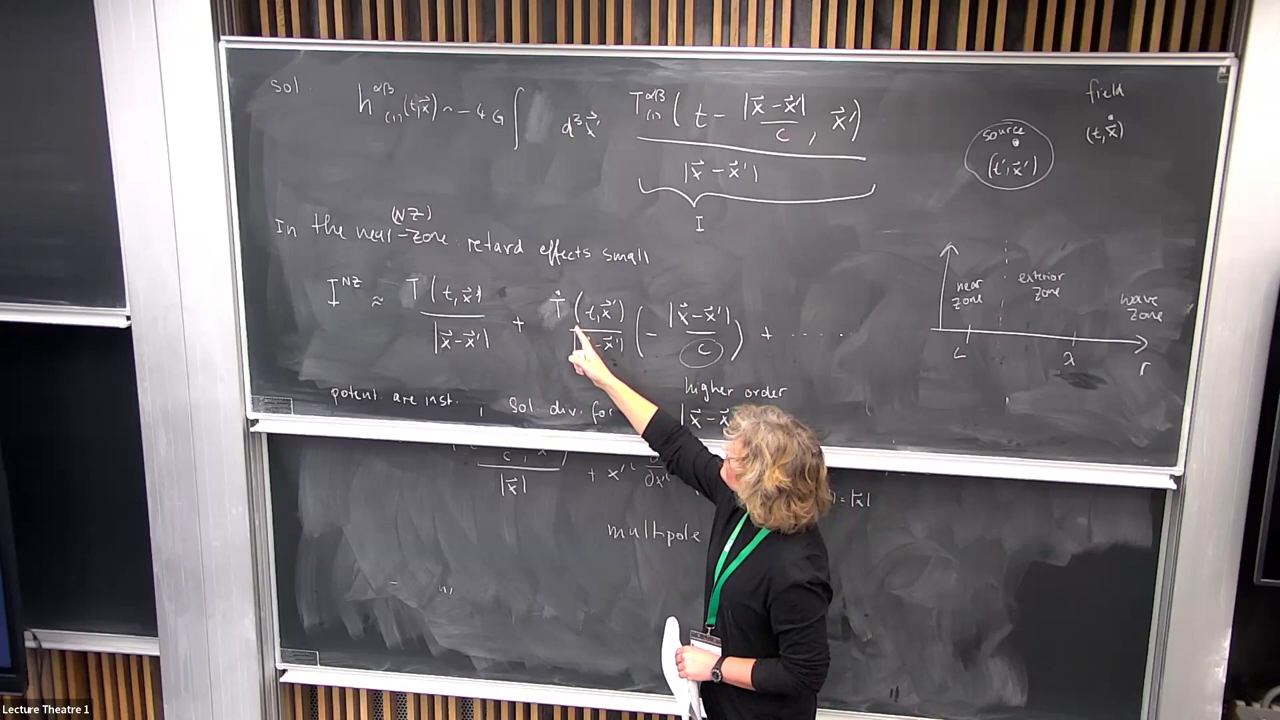 Sol.
h^{αβ}_{(1)}(t,x⃗) ~ -4G ∫ d³x⃗' T^{αβ}_{(1)} ( t - |x⃗-x⃗'|/c , x⃗' ) / |x⃗-x⃗'|
I
field
(t,x⃗)
source
(t',x⃗')
(NZ)
In the near-zone retard effects small
I^{NZ} ≈ T(t,x⃗')/|x⃗-x⃗'| + Ṫ(t,x⃗')/|x⃗-x⃗'| ( - |x⃗-x⃗'|/c ) + ......
near zone
exterior zone
wave zone
L
λ
r
potent. are inst. , Sol div. for
higher order
|x⃗-x
|x⃗|
+ x'^i ∂/∂x'^i
= |x⃗|
multipole
Lecture Theatre 1